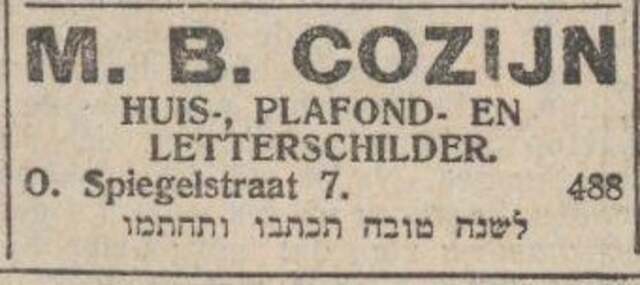 M. B. COZIJN
HUIS-, PLAFOND- EN
LETTERSCHILDER.
O. Spiegelstraat 7. 488
לשנה טובה תכתבו ותחתמו